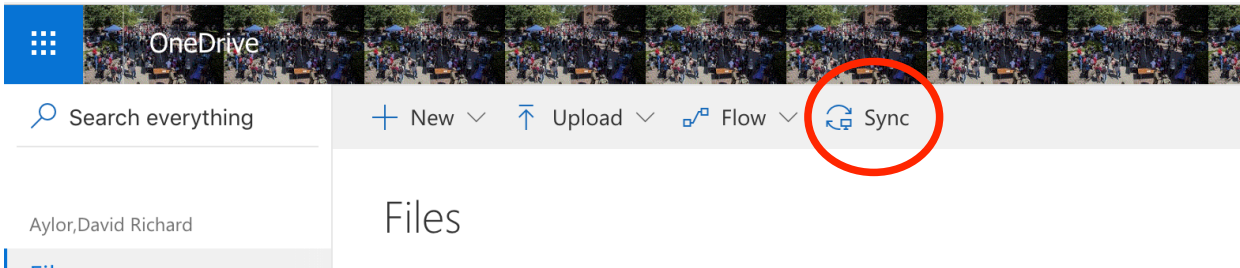 OneDrive
Search everything
New Upload Flow Sync
Aylor,David Richard
Files